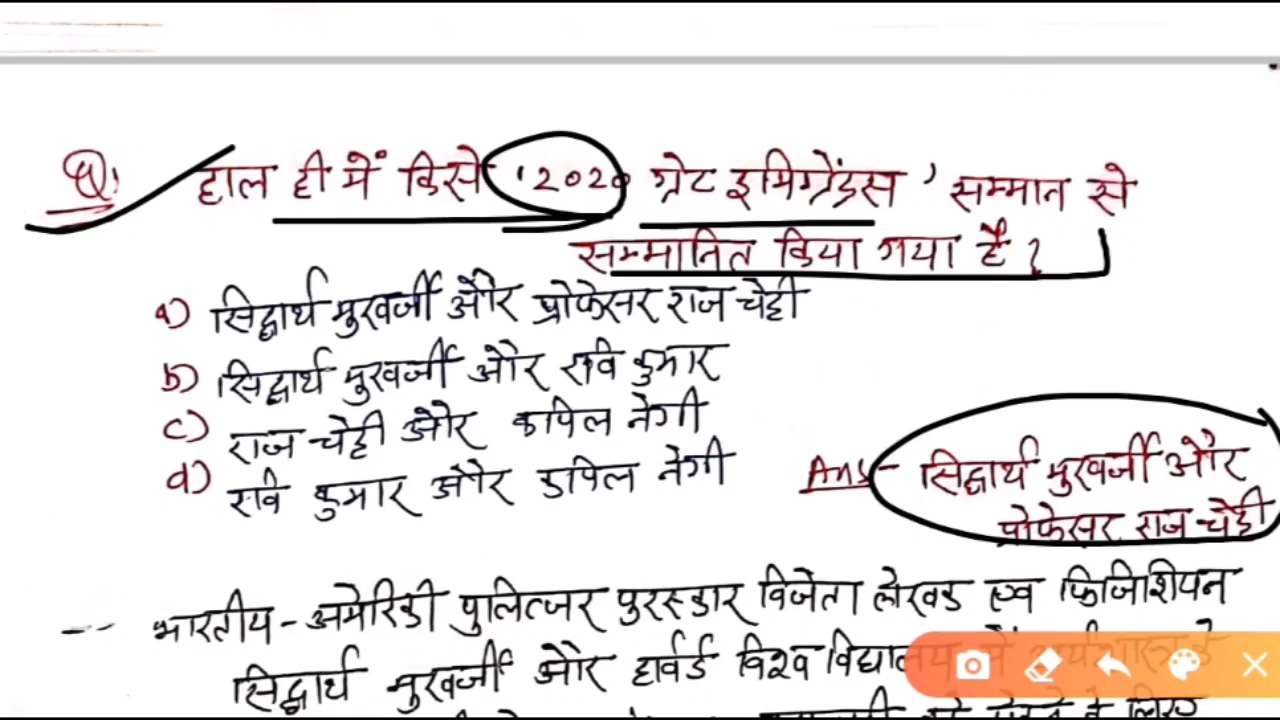 Q! हाल ही में किसे '2020 ग्रेट इमिग्रेंड्स' सम्मान से
सम्मानित किया गया है?
a) सिद्धार्थ मुखर्जी और प्रोफेसर राज चेट्टी
b) सिद्धार्थ मुखर्जी और रवि कुमार
c) राज चेट्टी और कपिल नेगी
d) रवि कुमार और कपिल नेगी
Ans- सिद्धार्थ मुखर्जी और
प्रोफेसर राज चेट्टी
-- भारतीय-अमेरिकी पुलित्जर पुरस्कार विजेता लेखक एव फिजिशियन
सिद्धार्थ मुखर्जी और हार्वर्ड विश्व विद्यालय में